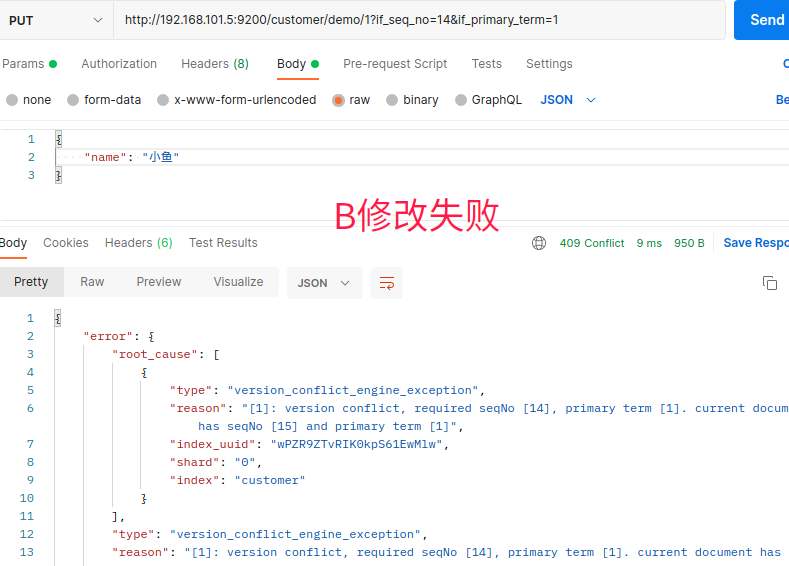 PUT http://192.168.101.5:9200/customer/demo/1?if_seq_no=14&if_primary_term=1 Send
Params Authorization Headers (8) Body Pre-request Script Tests Settings C
none form-data x-www-form-urlencoded raw binary GraphQL JSON Be
1 {
2 "name": "小鱼"
3 }
B修改失败
Body Cookies Headers (6) Test Results 409 Conflict 9 ms 950 B Save Respo
Pretty Raw Preview Visualize JSON
1 {
2 "error": {
3 "root_cause": [
4 {
5 "type": "version_conflict_engine_exception",
6 "reason": "[1]: version conflict, required seqNo [14], primary term [1]. current docum
has seqNo [15] and primary term [1]",
7 "index_uuid": "wPZR9ZTvRIK0kpS61EwMlw",
8 "shard": "0",
9 "index": "customer"
10 }
11 ],
12 "type": "version_conflict_engine_exception",
13 "reason": "[1]: version conflict, required seqNo [14], primary term [1]. current document has